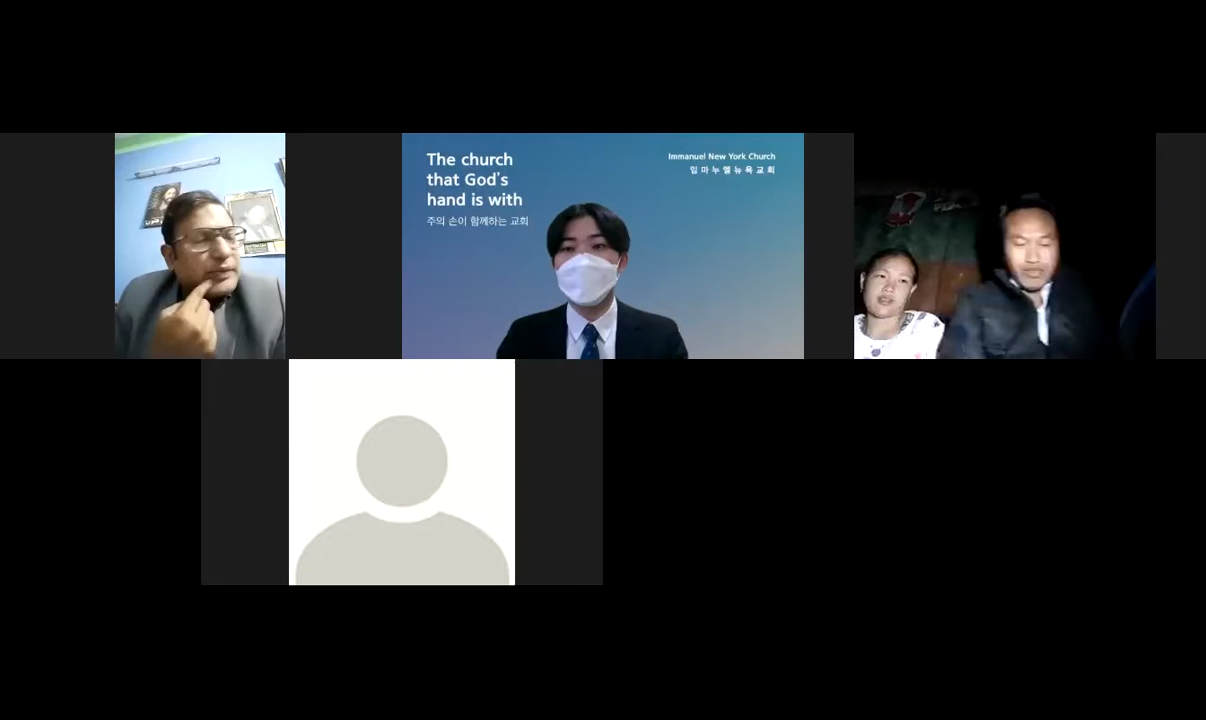 The church
that God's
hand is with
주의 손이 함께하는 교회
Immanuel New York Church
임마누엘뉴욕교회